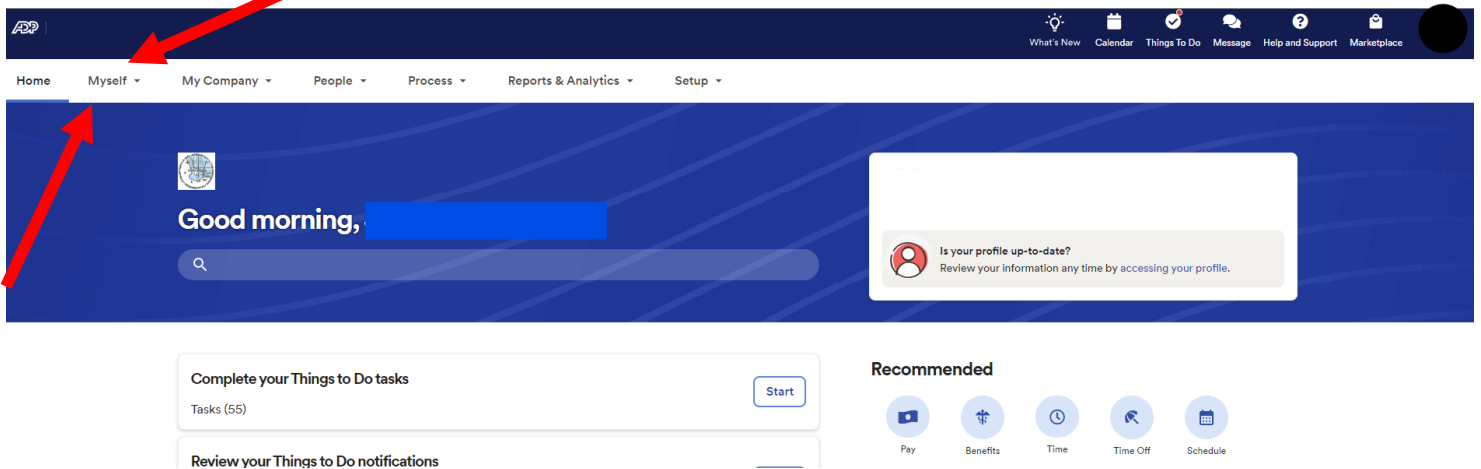 ADP
What's New Calendar Things To Do Message Help and Support Marketplace
Home Myself My Company People Process Reports & Analytics Setup
Good morning,
Is your profile up-to-date?
Review your information any time by accessing your profile.
Complete your Things to Do tasks
Start
Tasks (55)
Recommended
Pay Benefits Time Time Off Schedule
Review your Things to Do notifications